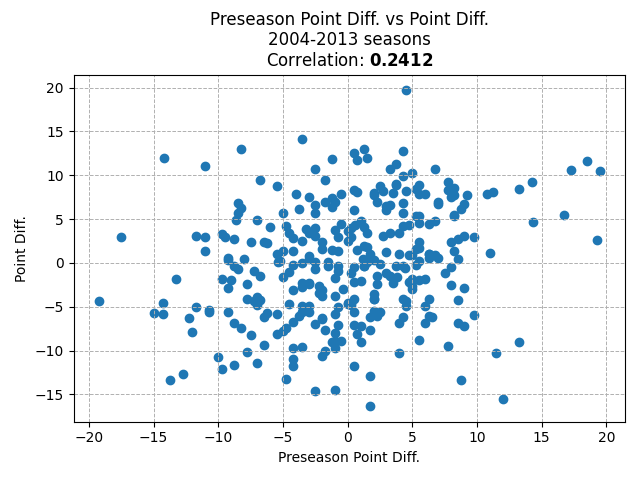 Preseason Point Diff. vs Point Diff.
2004-2013 seasons
Correlation: 0.2412
20
15
10
5
0
−5
−10
−15
Point Diff.
−20 −15 −10 −5 0 5 10 15 20
Preseason Point Diff.